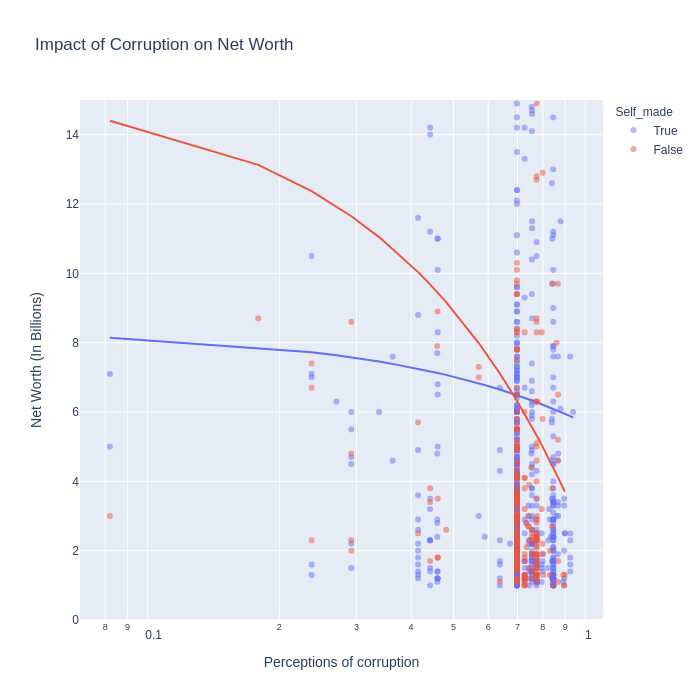 Impact of Corruption on Net Worth
Self_made
True
False
Net Worth (In Billions)
14
12
10
8
6
4
2
0
8 9 0.1 2 3 4 5 6 7 8 9 1
Perceptions of corruption